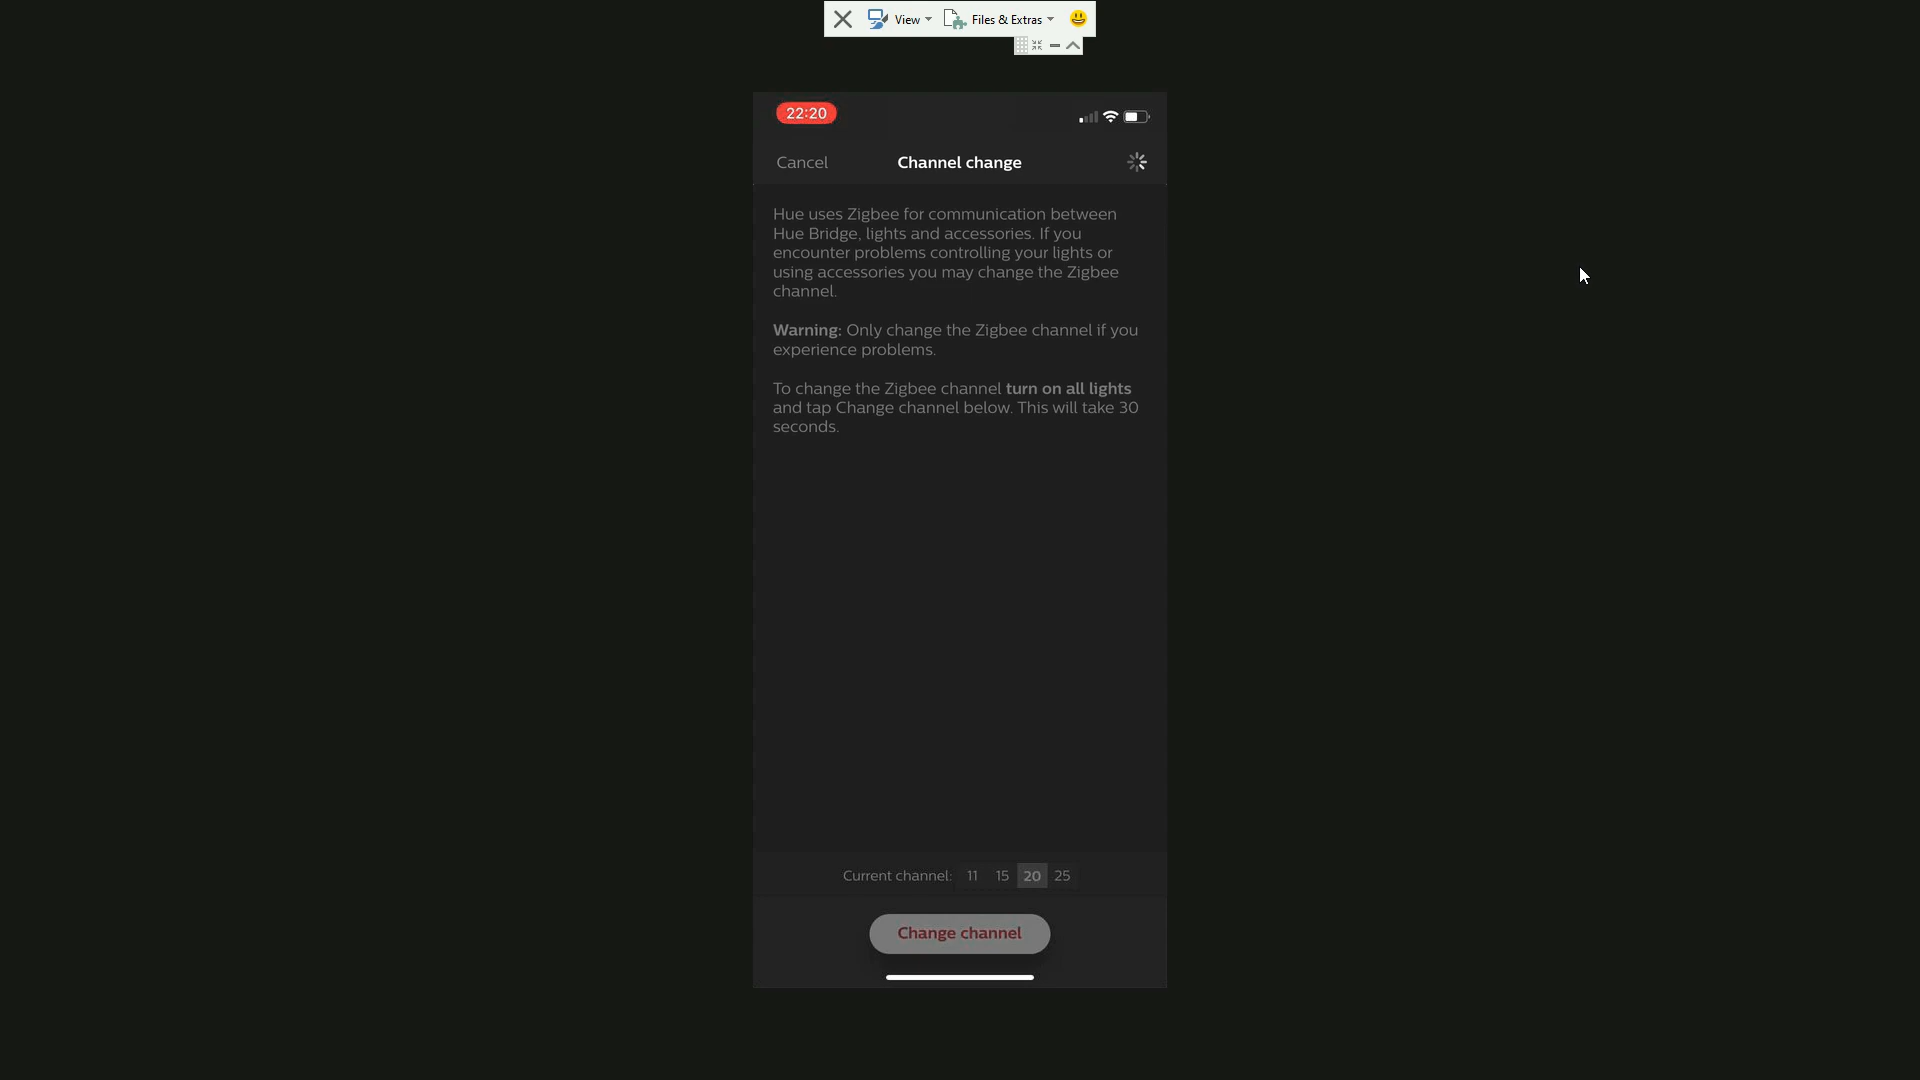 View
Files & Extras
22:20
Cancel
Channel change
Hue uses Zigbee for communication between
Hue Bridge, lights and accessories. If you
encounter problems controlling your lights or
using accessories you may change the Zigbee
channel.
Warning: Only change the Zigbee channel if you
experience problems.
To change the Zigbee channel turn on all lights
and tap Change channel below. This will take 30
seconds.
Current channel: 11 15 20 25
Change channel